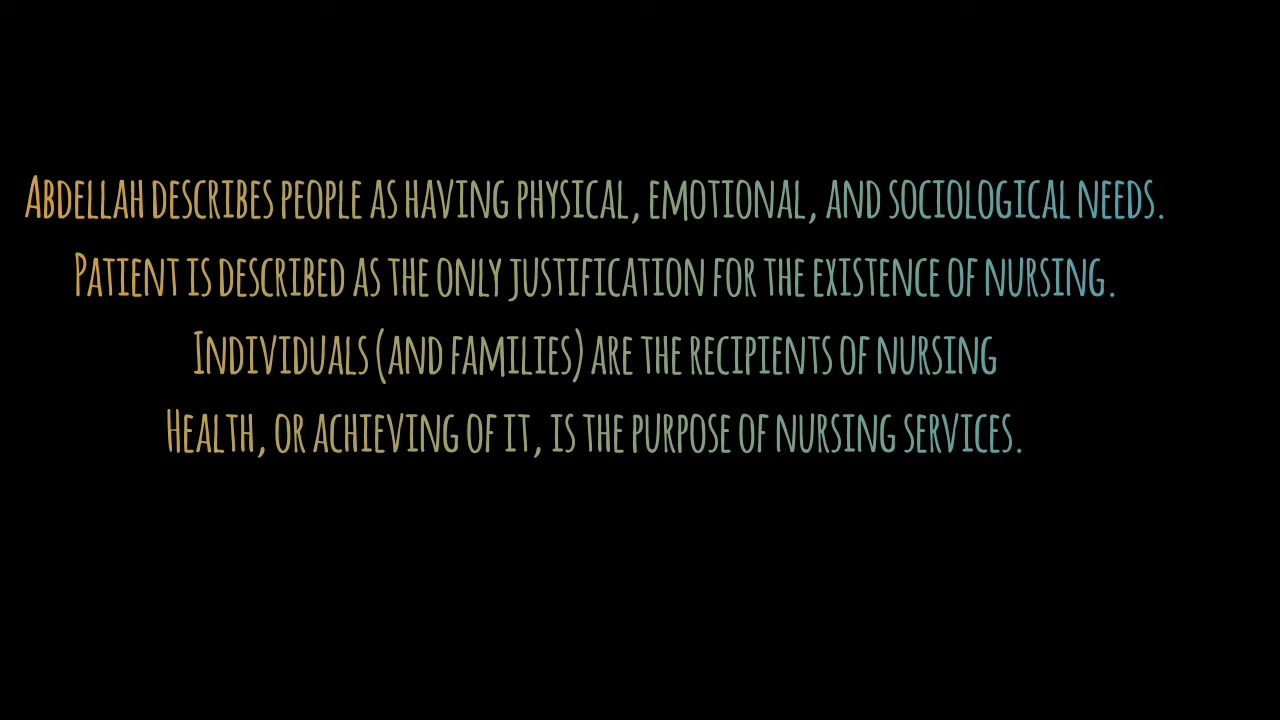 Abdellah describes people as having physical, emotional, and sociological needs.
Patient is described as the only justification for the existence of nursing.
Individuals (and families) are the recipients of nursing
Health, or achieving of it, is the purpose of nursing services.